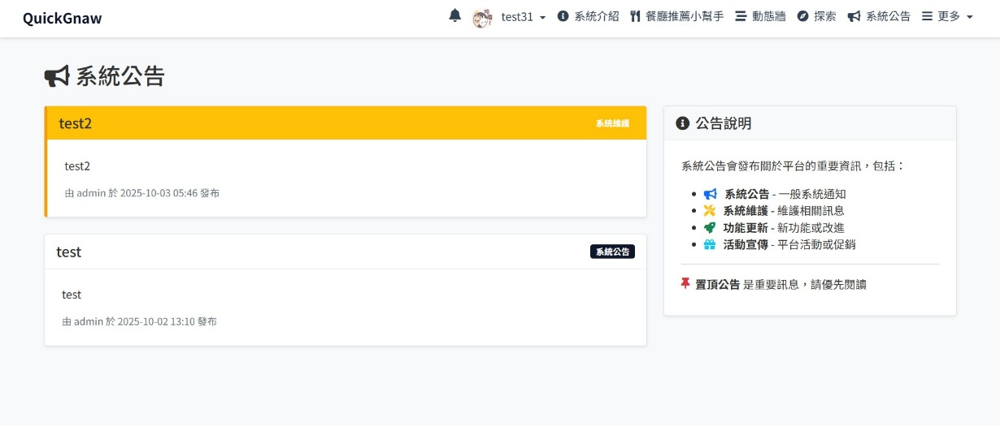 QuickGnaw
test31 系統介紹 餐廳推薦小幫手 動態牆 探索 系統公告 更多
系統公告
test2 系統維護
test2
由 admin 於 2025-10-03 05:46 發布
test 系統公告
test
由 admin 於 2025-10-02 13:10 發布
公告說明
系統公告會發布關於平台的重要資訊，包括：
系統公告 - 一般系統通知
系統維護 - 維護相關訊息
功能更新 - 新功能或改進
活動宣傳 - 平台活動或促銷
置頂公告 是重要訊息，請優先閱讀